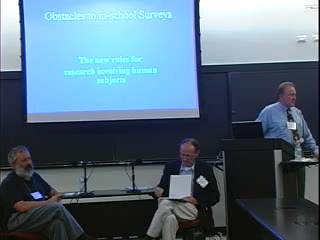 Obstacles to in-school Surveys
The new rules for
research involving human
subjects